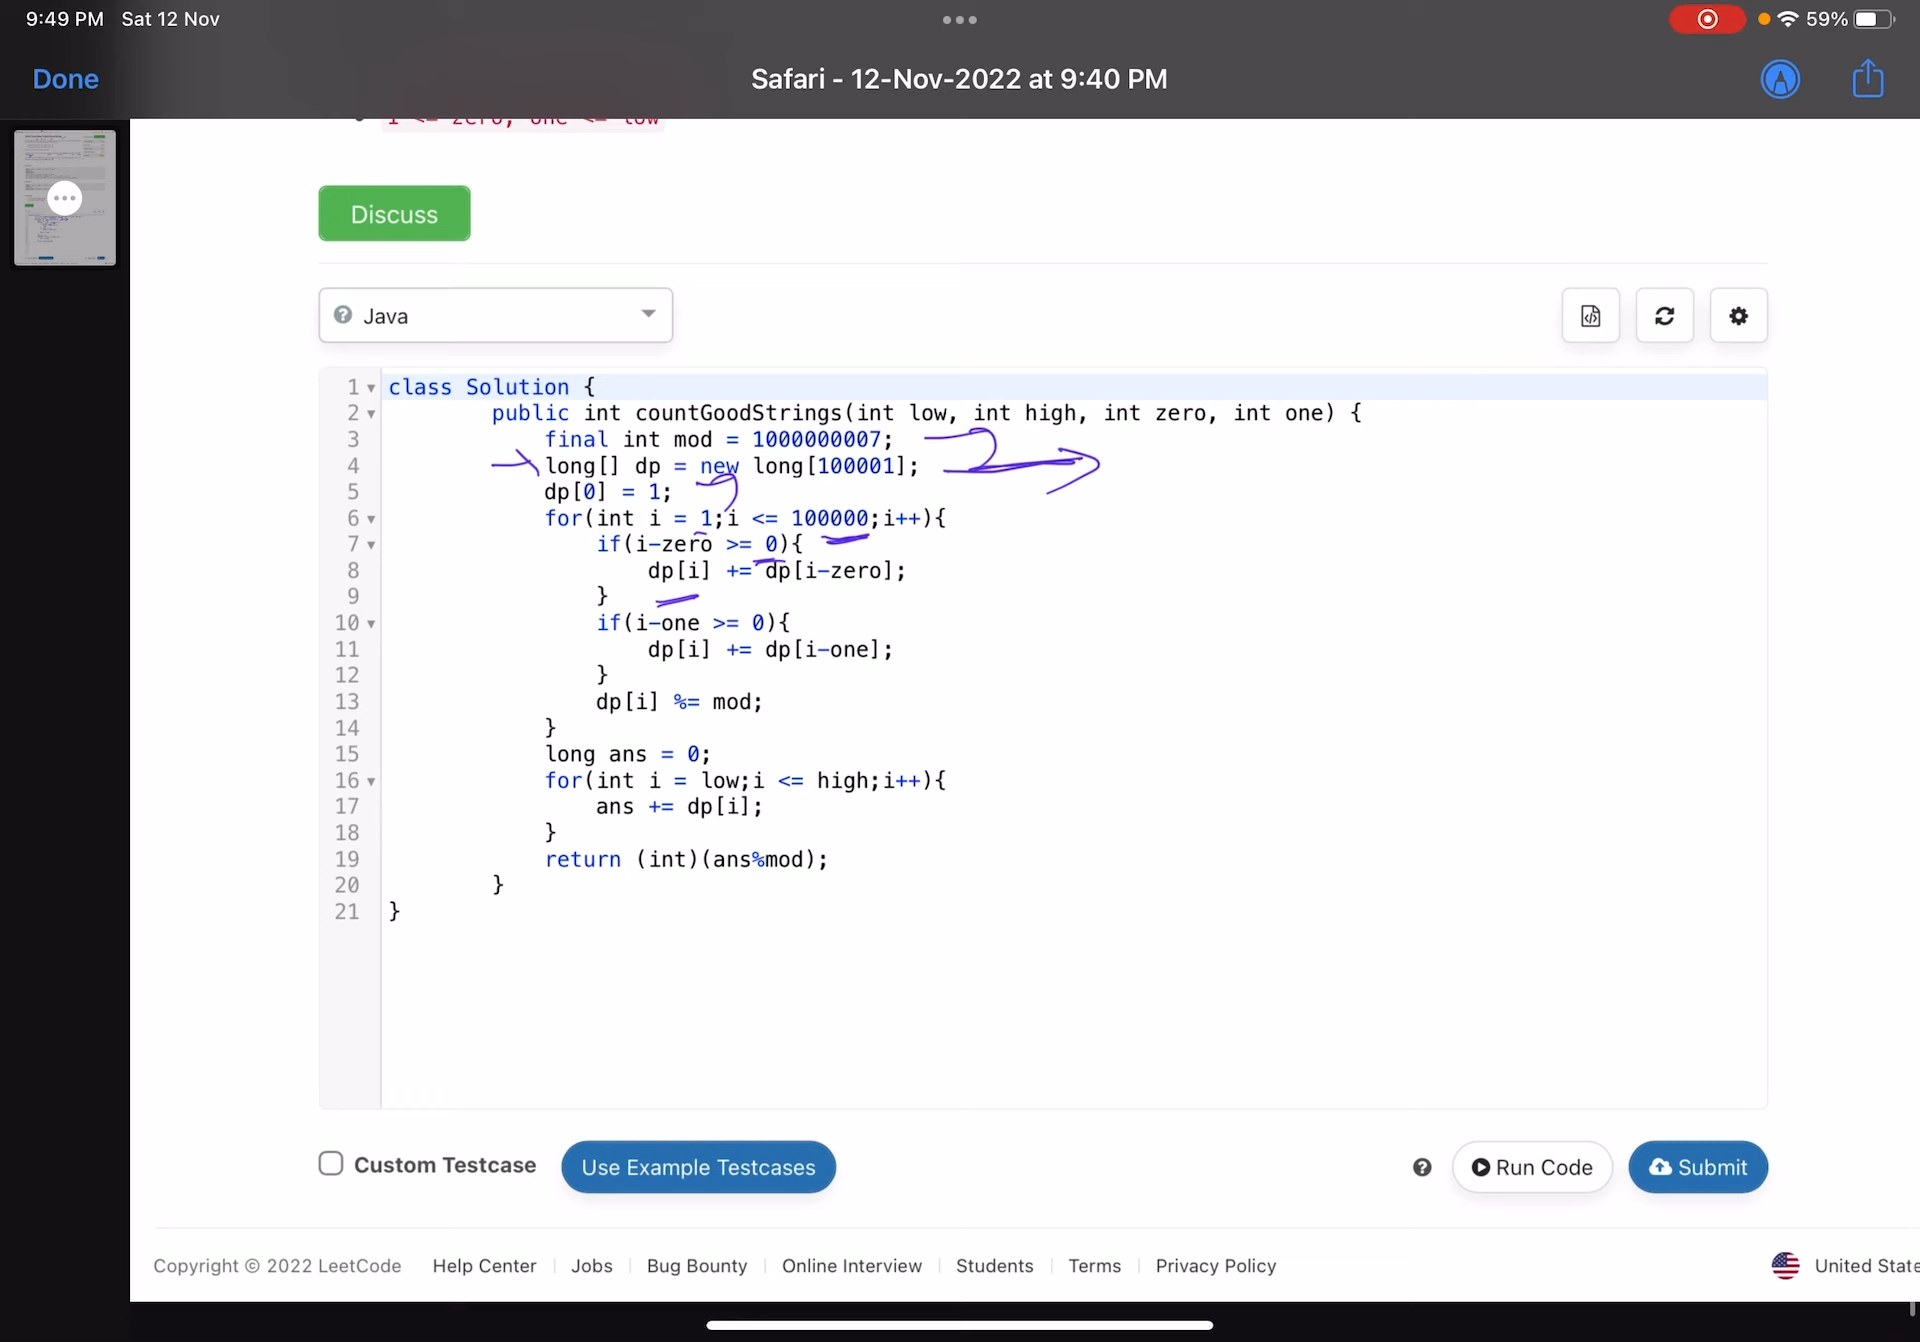 9:49 PM Sat 12 Nov
59%
Done
Safari - 12-Nov-2022 at 9:40 PM
1 <= zero, one <= low
Discuss
Java
1 class Solution {
2 public int countGoodStrings(int low, int high, int zero, int one) {
3 final int mod = 1000000007;
4 long[] dp = new long[100001];
5 dp[0] = 1;
6 for(int i = 1;i <= 100000;i++){
7 if(i-zero >= 0){
8 dp[i] += dp[i-zero];
9 }
10 if(i-one >= 0){
11 dp[i] += dp[i-one];
12 }
13 dp[i] %= mod;
14 }
15 long ans = 0;
16 for(int i = low;i <= high;i++){
17 ans += dp[i];
18 }
19 return (int)(ans%mod);
20 }
21 }
Custom Testcase Use Example Testcases Run Code Submit
Copyright © 2022 LeetCode Help Center Jobs Bug Bounty Online Interview Students Terms Privacy Policy United State